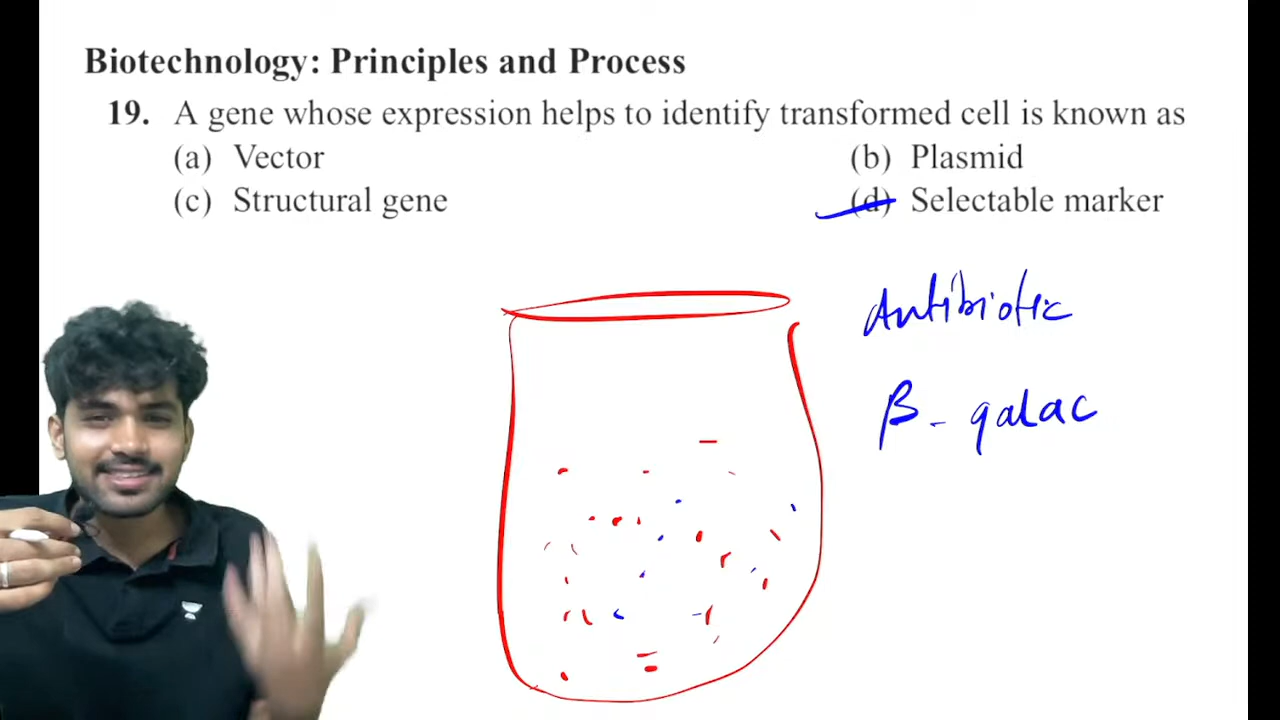 Biotechnology: Principles and Process
19. A gene whose expression helps to identify transformed cell is known as
(a) Vector (b) Plasmid
(c) Structural gene (d) Selectable marker
Antibiotic
β - galac